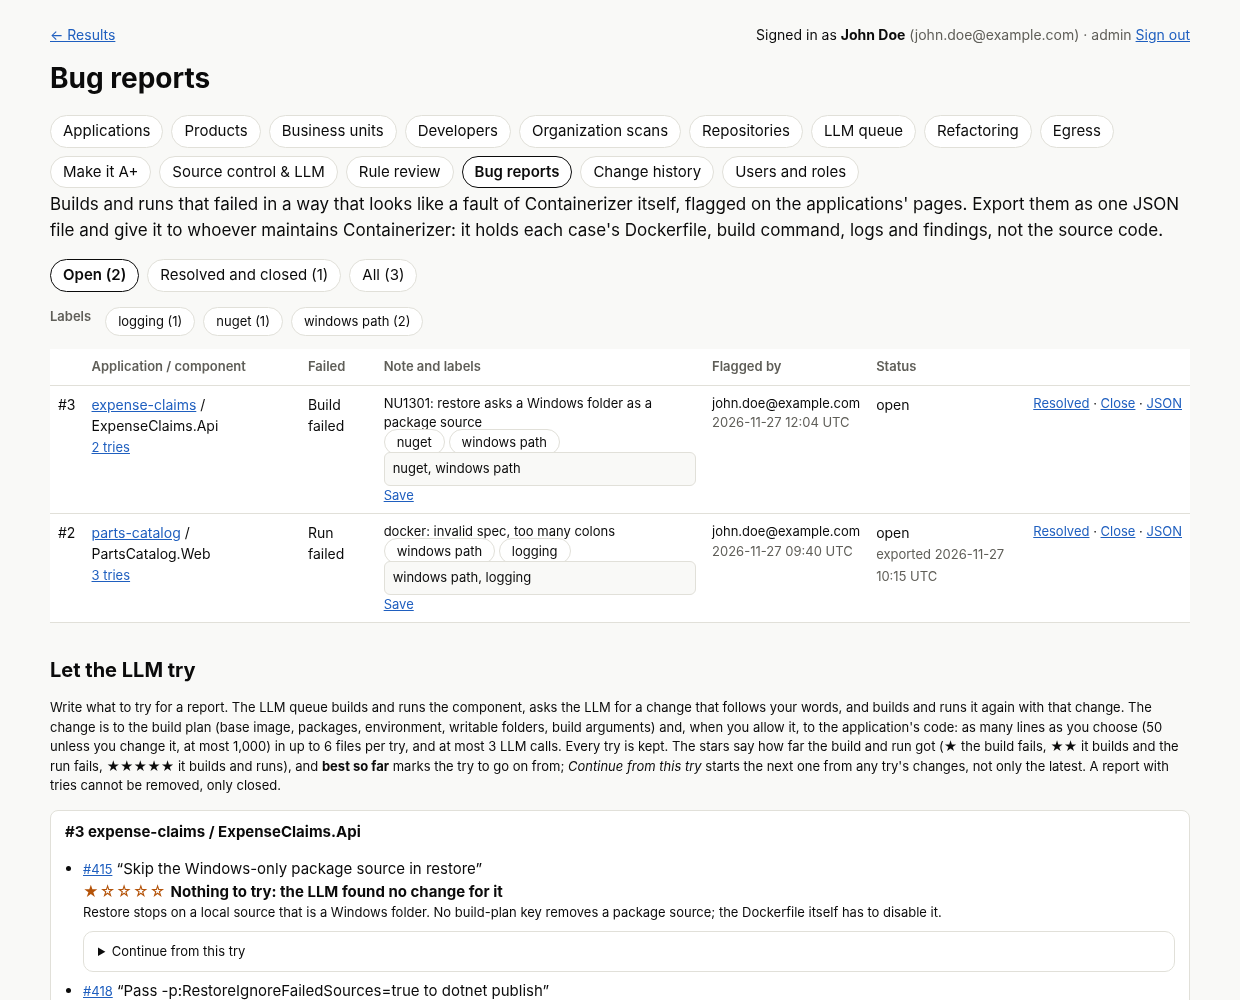 ← Results
Signed in as John Doe (john.doe@example.com) · admin Sign out
Bug reports
Applications Products Business units Developers Organization scans Repositories LLM queue Refactoring Egress
Make it A+ Source control & LLM Rule review Bug reports Change history Users and roles
Builds and runs that failed in a way that looks like a fault of Containerizer itself, flagged on the applications' pages. Export them as one JSON
file and give it to whoever maintains Containerizer: it holds each case's Dockerfile, build command, logs and findings, not the source code.
Open (2) Resolved and closed (1) All (3)
Labels logging (1) nuget (1) windows path (2)
Application / component Failed Note and labels Flagged by Status
#3 expense-claims / ExpenseClaims.Api
2 tries
Build failed
NU1301: restore asks a Windows folder as a
package source
nuget windows path
nuget, windows path
Save
john.doe@example.com
2026-11-27 12:04 UTC
open
Resolved · Close · JSON
#2 parts-catalog / PartsCatalog.Web
3 tries
Run failed
docker: invalid spec, too many colons
windows path logging
windows path, logging
Save
john.doe@example.com
2026-11-27 09:40 UTC
open
exported 2026-11-27
10:15 UTC
Resolved · Close · JSON
Let the LLM try
Write what to try for a report. The LLM queue builds and runs the component, asks the LLM for a change that follows your words, and builds and runs it again with that change. The
change is to the build plan (base image, packages, environment, writable folders, build arguments) and, when you allow it, to the application's code: as many lines as you choose (50
unless you change it, at most 1,000) in up to 6 files per try, and at most 3 LLM calls. Every try is kept. The stars say how far the build and run got (★ the build fails, ★★ it builds and the
run fails, ★★★★★ it builds and runs), and best so far marks the try to go on from; Continue from this try starts the next one from any try's changes, not only the latest. A report with
tries cannot be removed, only closed.
#3 expense-claims / ExpenseClaims.Api
• #415 “Skip the Windows-only package source in restore”
★☆☆☆☆ Nothing to try: the LLM found no change for it
Restore stops on a local source that is a Windows folder. No build-plan key removes a package source; the Dockerfile itself has to disable it.
▶ Continue from this try
• #418 “Pass -p:RestoreIgnoreFailedSources=true to dotnet publish”